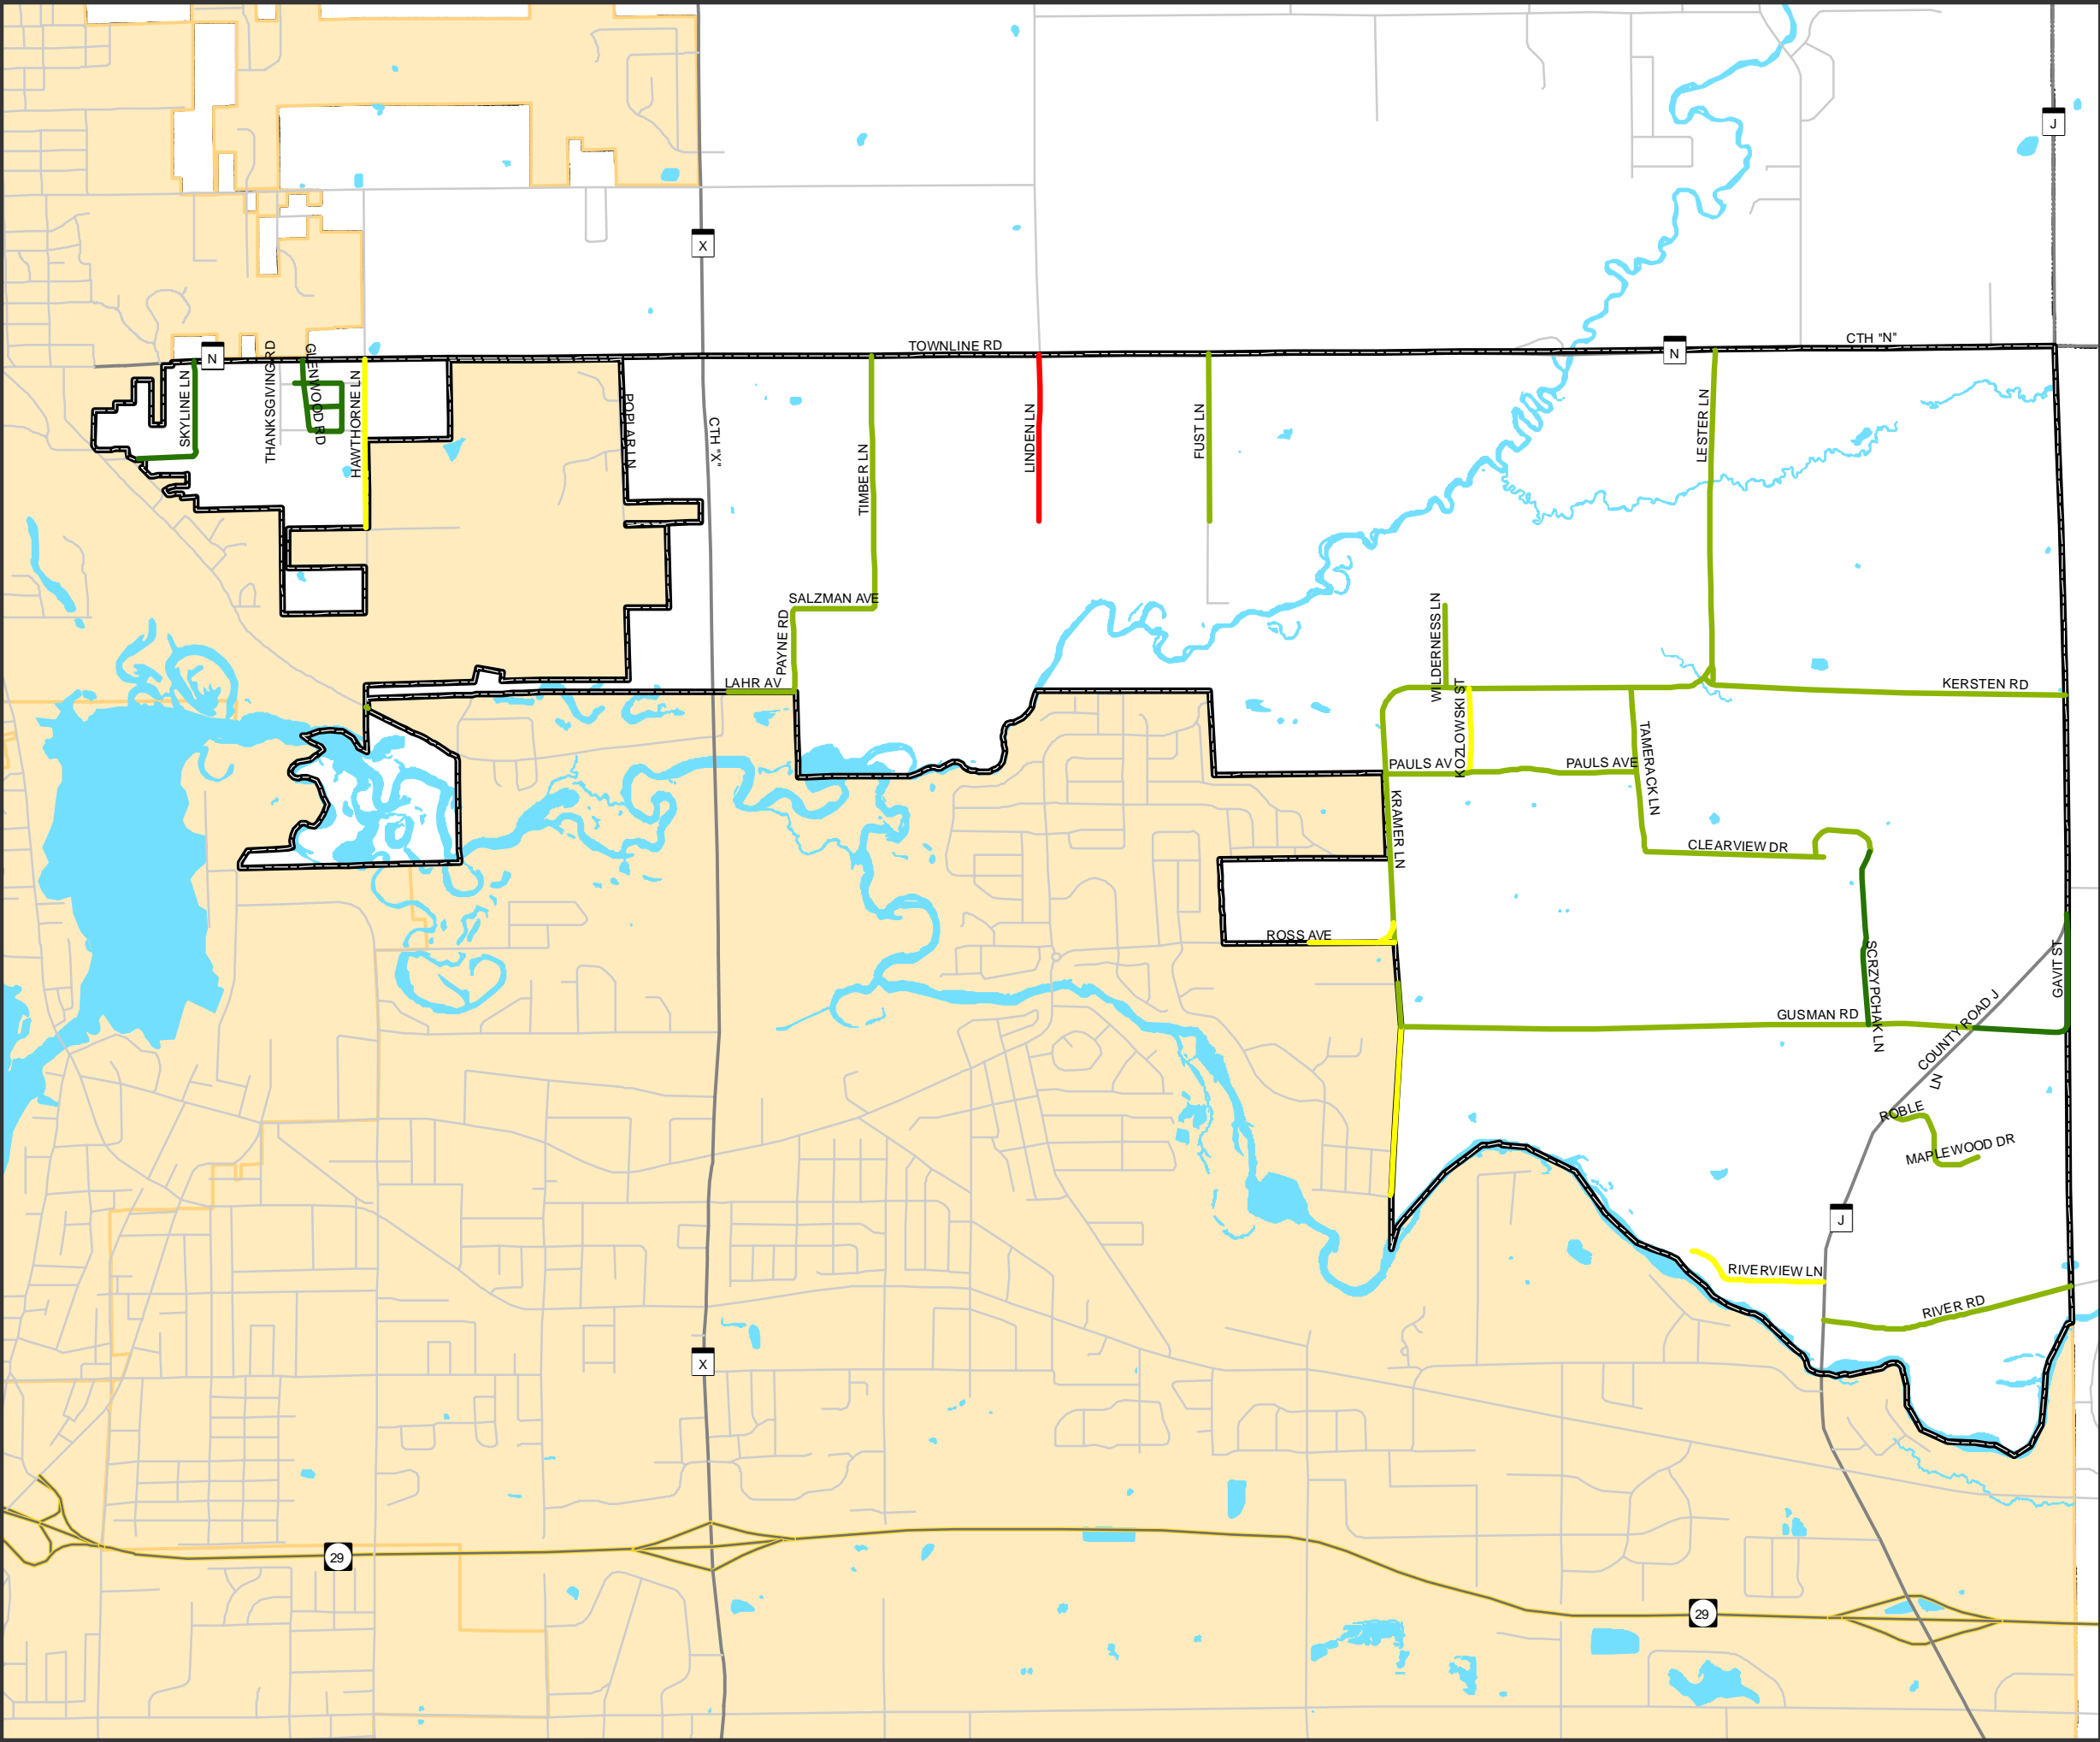 J
X
CTH "N"
TOWNLINE RD
N
N
THANKSGIVING RD
GLENWOOD RD
SKYLINE LN
HAWTHORNE LN
POPLAR LN
CTH "X"
TIMBER LN
LINDEN LN
FUST LN
LESTER LN
SALZMAN AVE
PAYNE RD
LAHR AV
WILDERNESS LN
KOZLOWSKI ST
KERSTEN RD
TAMERACK LN
PAULS AV
PAULS AVE
KRAMER LN
CLEARVIEW DR
ROSS AVE
SCRZYPCHAK LN
GAVIT ST
GUSMAN RD
COUNTY ROAD J
LN
ROBLE
MAPLEWOOD DR
J
RIVERVIEW LN
RIVER RD
X
29
29